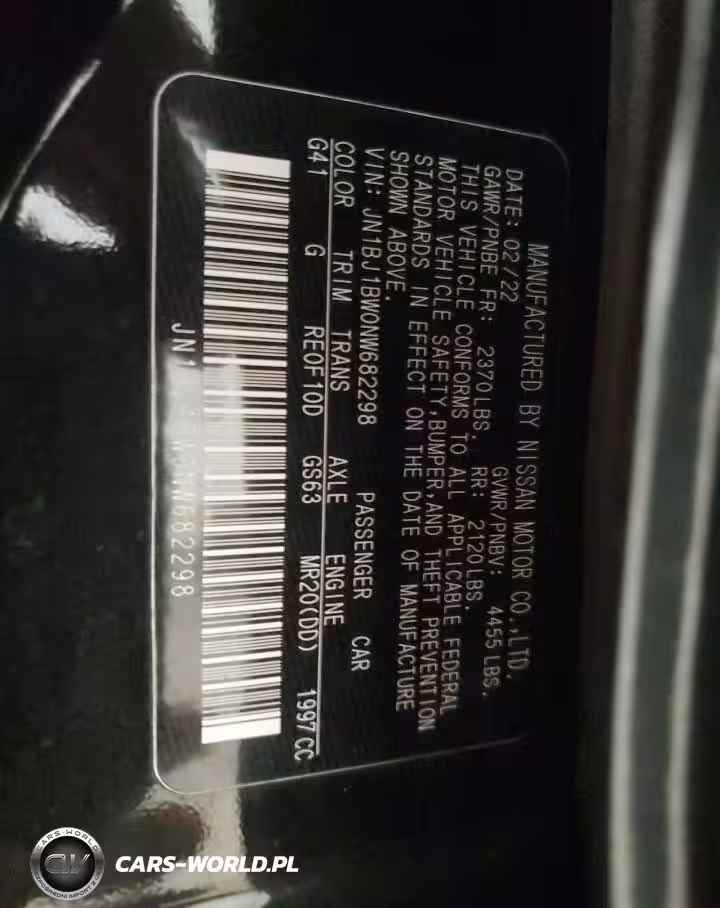 MANUFACTURED BY NISSAN MOTOR CO.,LTD.
DATE: 02/22 GVWR/PNBV: 4455 LBS.
GAWR/PNBE FR: 2370LBS. RR: 2120LBS.
THIS VEHICLE CONFORMS TO ALL APPLICABLE FEDERAL
MOTOR VEHICLE SAFETY,BUMPER,AND THEFT PREVENTION
STANDARDS IN EFFECT ON THE DATE OF MANUFACTURE
SHOWN ABOVE.
VIN: JN1BJ1BW0NW682298 PASSENGER CAR
COLOR TRIM TRANS AXLE ENGINE
G41 G RE0F10D GS63 MR20(DD) 1997CC
CARS-WORLD
CW
CARS-WORLD.PL